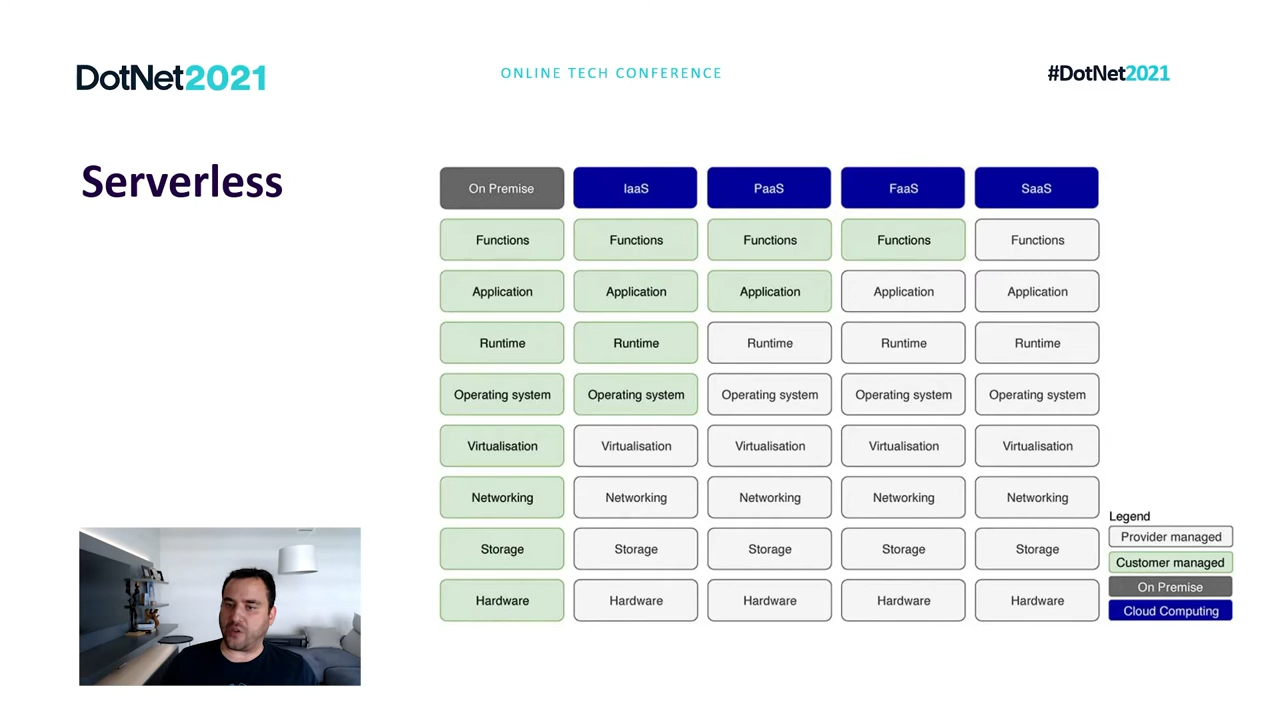 DotNet2021
ONLINE TECH CONFERENCE
#DotNet2021
Serverless
On Premise IaaS PaaS FaaS SaaS
Functions Functions Functions Functions Functions
Application Application Application Application Application
Runtime Runtime Runtime Runtime Runtime
Operating system Operating system Operating system Operating system Operating system
Virtualisation Virtualisation Virtualisation Virtualisation Virtualisation
Networking Networking Networking Networking Networking
Storage Storage Storage Storage Storage
Hardware Hardware Hardware Hardware Hardware
Legend
Provider managed
Customer managed
On Premise
Cloud Computing